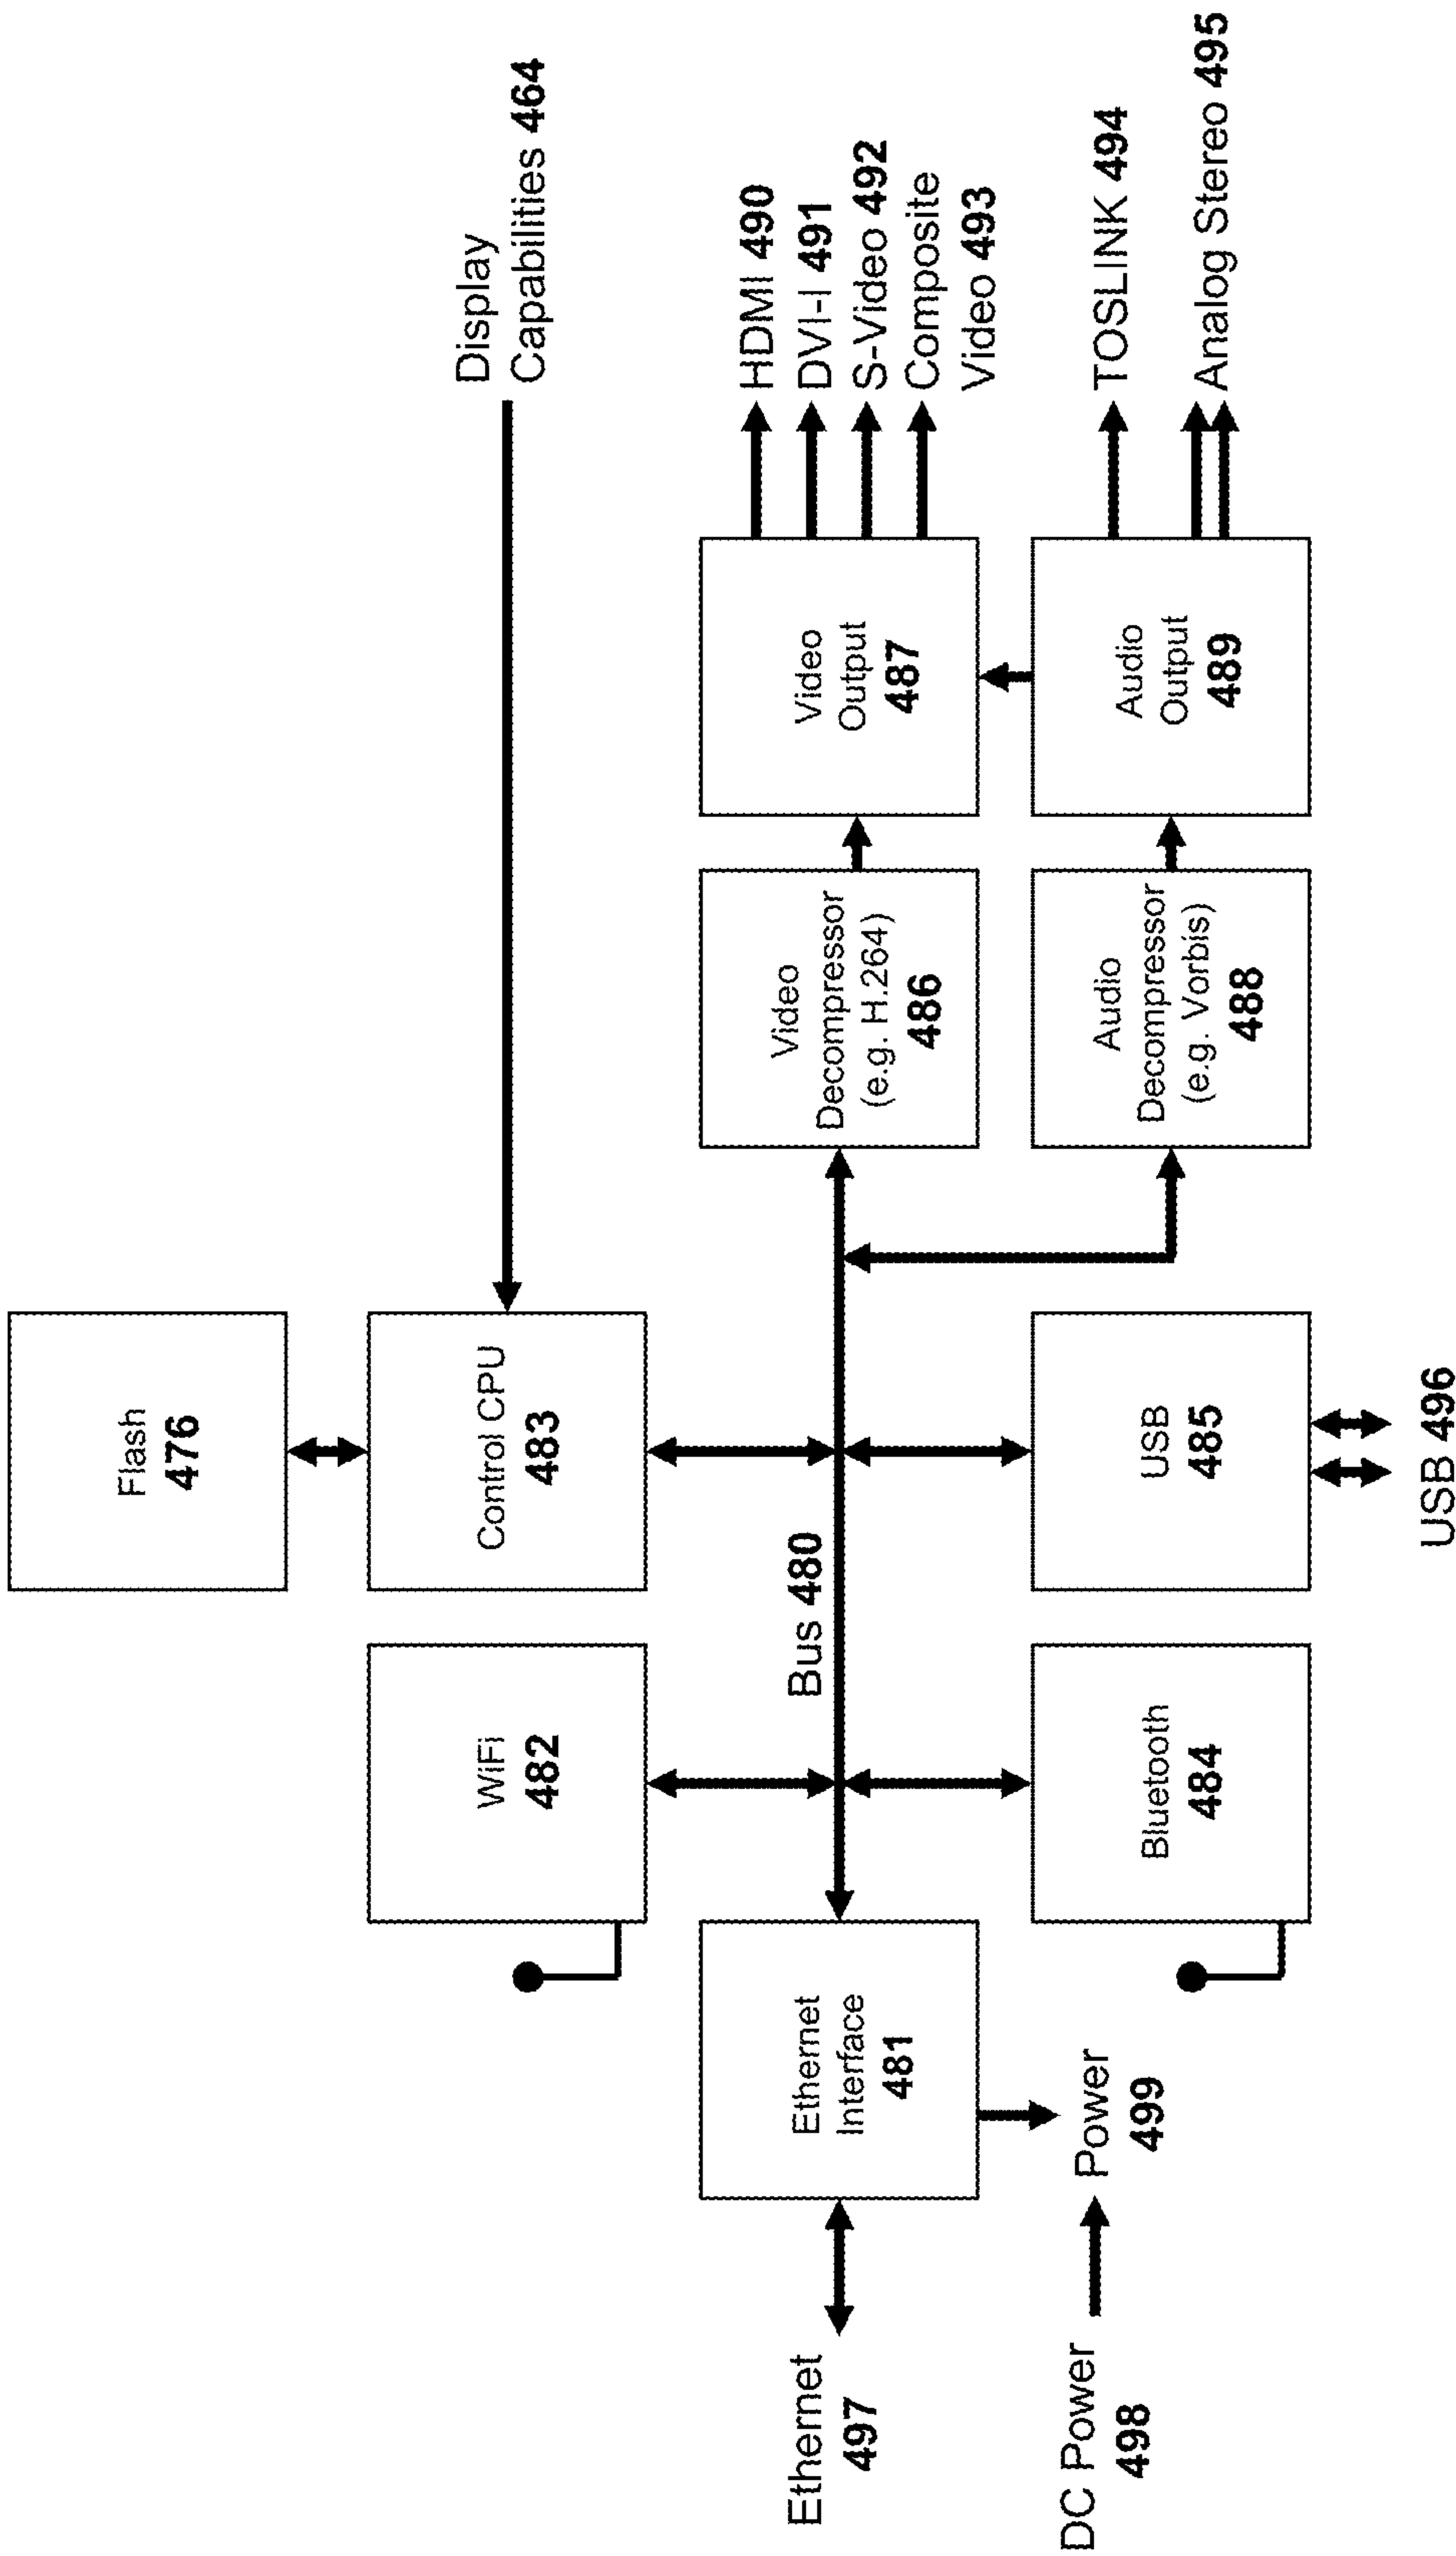 Flash
476
Display
Capabilities 464
WiFi
482
Control CPU
483
Bus 480
Ethernet
497
Ethernet
Interface
481
Video
Decompressor
(e.g. H.264)
486
Video
Output
487
HDMI 490
DVI-I 491
S-Video 492
Composite
Video 493
DC Power
498
Power
499
Bluetooth
484
USB
485
Audio
Decompressor
(e.g. Vorbis)
488
Audio
Output
489
TOSLINK 494
Analog Stereo 495
USB 496